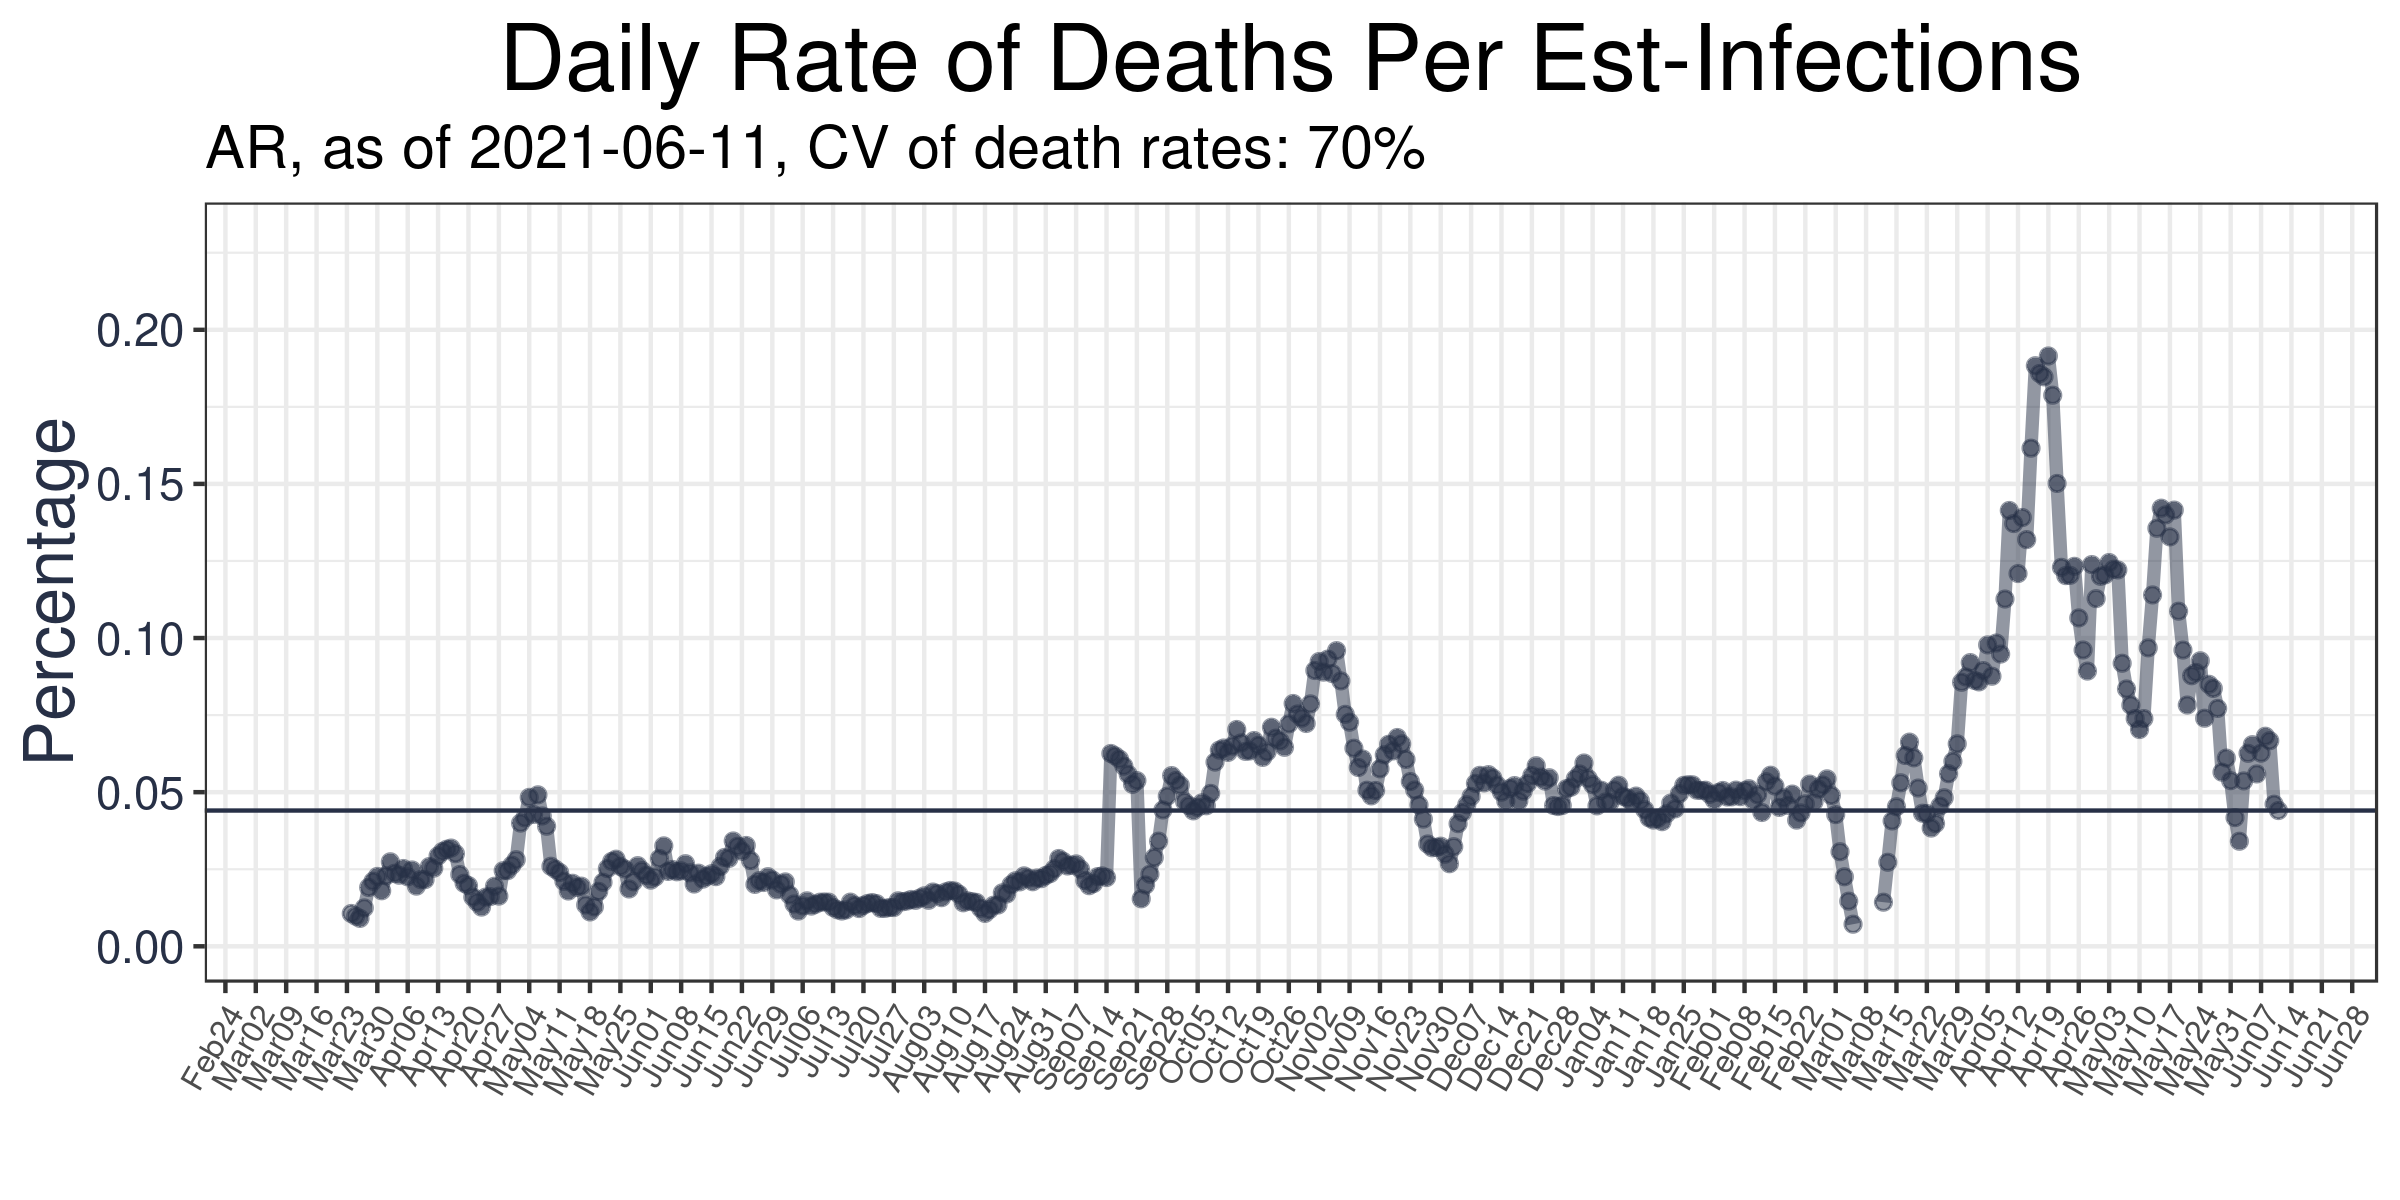 Daily Rate of Deaths Per Est-Infections
AR, as of 2021-06-11, CV of death rates: 70%
Percentage
0.20
0.15
0.10
0.05
0.00
Feb24
Mar02
Mar09
Mar16
Mar23
Mar30
Apr06
Apr13
Apr20
Apr27
May04
May11
May18
May25
Jun01
Jun08
Jun15
Jun22
Jun29
Jul06
Jul13
Jul20
Jul27
Aug03
Aug10
Aug17
Aug24
Aug31
Sep07
Sep14
Sep21
Sep28
Oct05
Oct12
Oct19
Oct26
Nov02
Nov09
Nov16
Nov23
Nov30
Dec07
Dec14
Dec21
Dec28
Jan04
Jan11
Jan18
Jan25
Feb01
Feb08
Feb15
Feb22
Mar01
Mar08
Mar15
Mar22
Mar29
Apr05
Apr12
Apr19
Apr26
May03
May10
May17
May24
May31
Jun07
Jun14
Jun21
Jun28